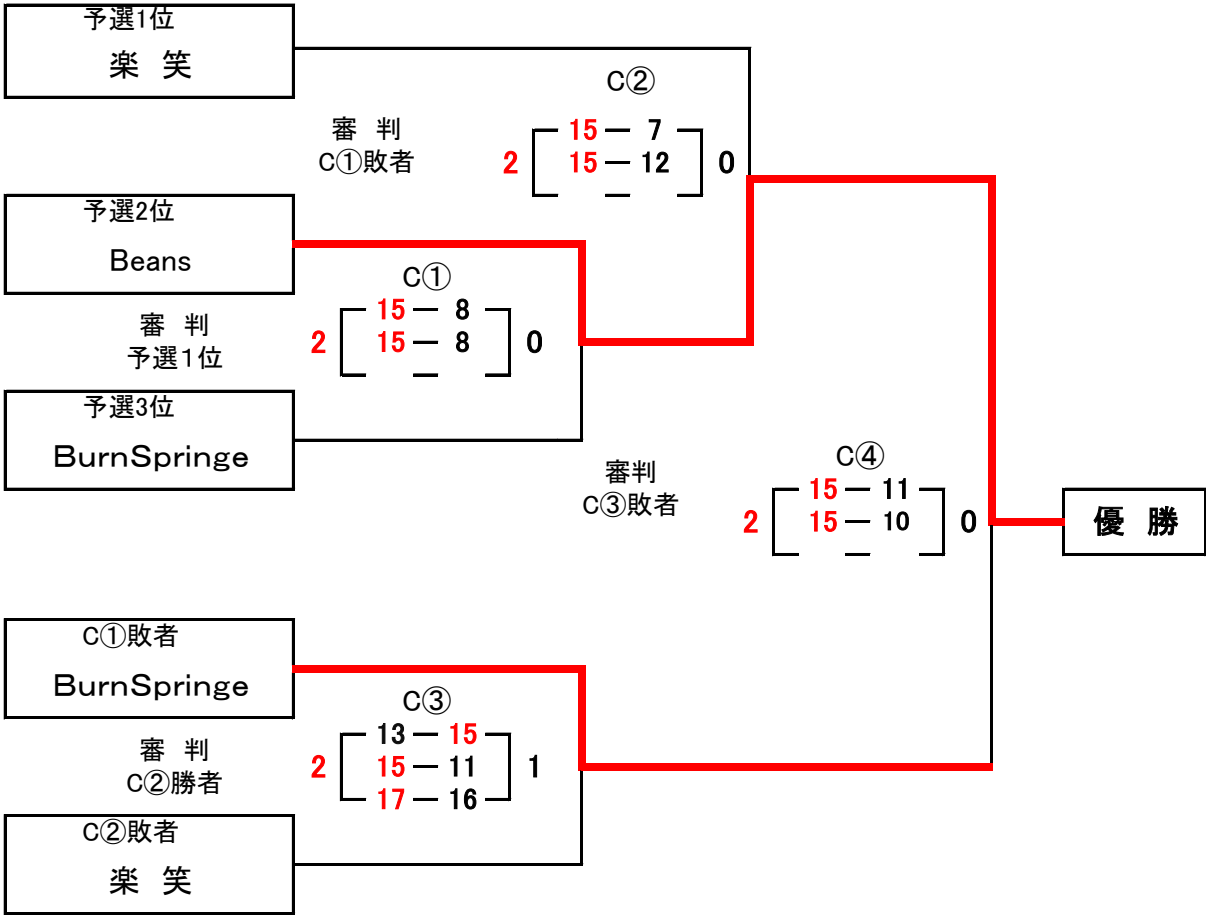 予選1位
楽 笑
C②
審 判
C①敗者
15 ― 7
2 15 ― 12 0
―
予選2位
Beans
C①
審 判
予選１位
15 ― 8
2 15 ― 8 0
―
予選3位
BurnSpringe
審判
C③敗者
C④
15 ― 11
2 15 ― 10 0
―
優 勝
C①敗者
BurnSpringe
C③
審 判
C②勝者
13 ― 15
2 15 ― 11 1
17 ― 16
C②敗者
楽 笑